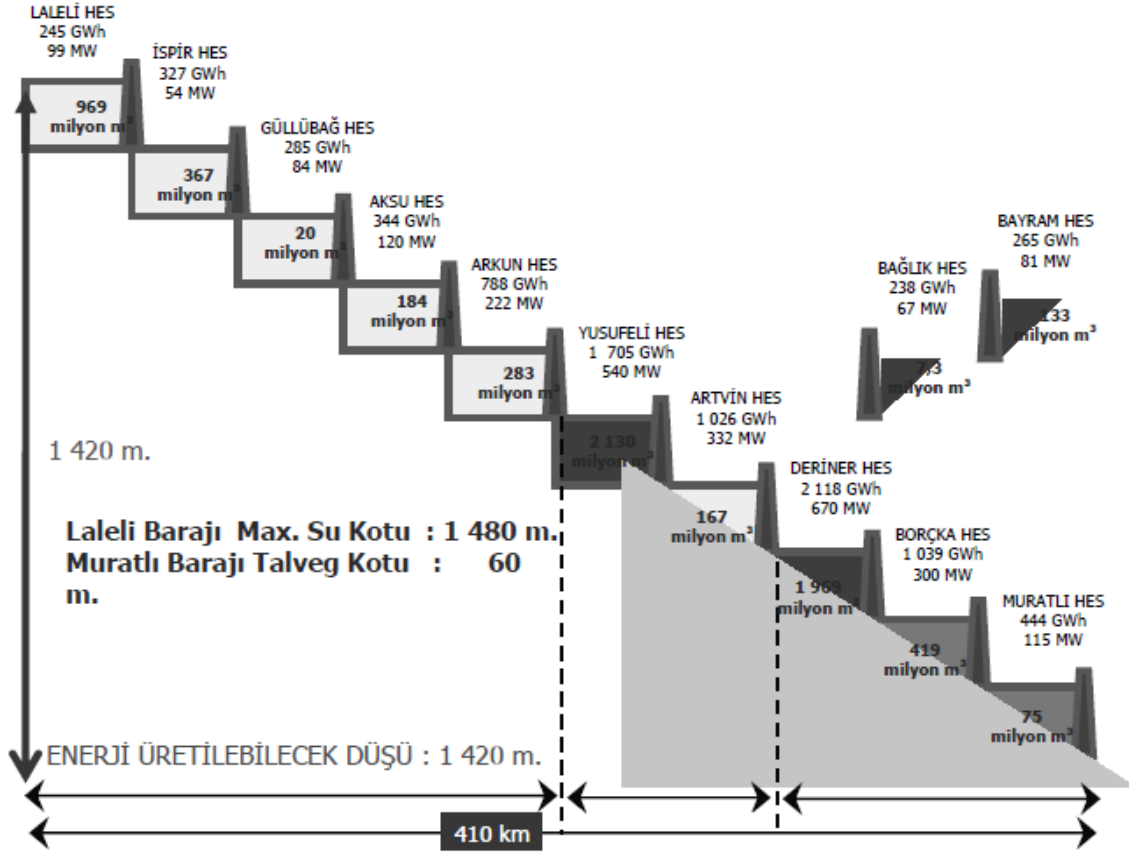 LALELİ HES
245 GWh
99 MW
İSPİR HES
327 GWh
54 MW
969
milyon m³
GÜLLÜBAĞ HES
285 GWh
84 MW
367
milyon m³
AKSU HES
344 GWh
120 MW
20
milyon m³
ARKUN HES
788 GWh
222 MW
184
milyon m³
YUSUFELİ HES
1 705 GWh
540 MW
283
milyon m³
ARTVİN HES
1 026 GWh
332 MW
2 130
milyon m³
DERİNER HES
2 118 GWh
670 MW
167
milyon m³
BORÇKA HES
1 039 GWh
300 MW
1 969
milyon m³
MURATLI HES
444 GWh
115 MW
419
milyon m³
75
milyon m³
BAYRAM HES
265 GWh
81 MW
133
milyon m³
BAĞLIK HES
238 GWh
67 MW
7,3
milyon m³
1 420 m.
Laleli Barajı Max. Su Kotu : 1 480 m.
Muratlı Barajı Talveg Kotu : 60
m.
ENERJİ ÜRETİLEBİLECEK DÜŞÜ : 1 420 m.
410 km